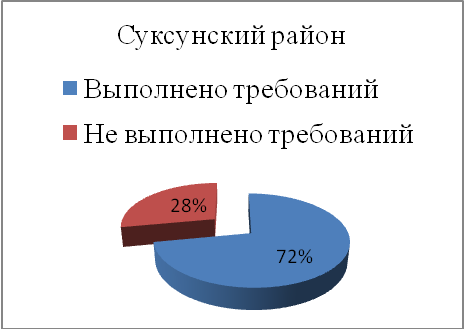 Суксунский район
Выполнено требований
Не выполнено требований
28%
72%